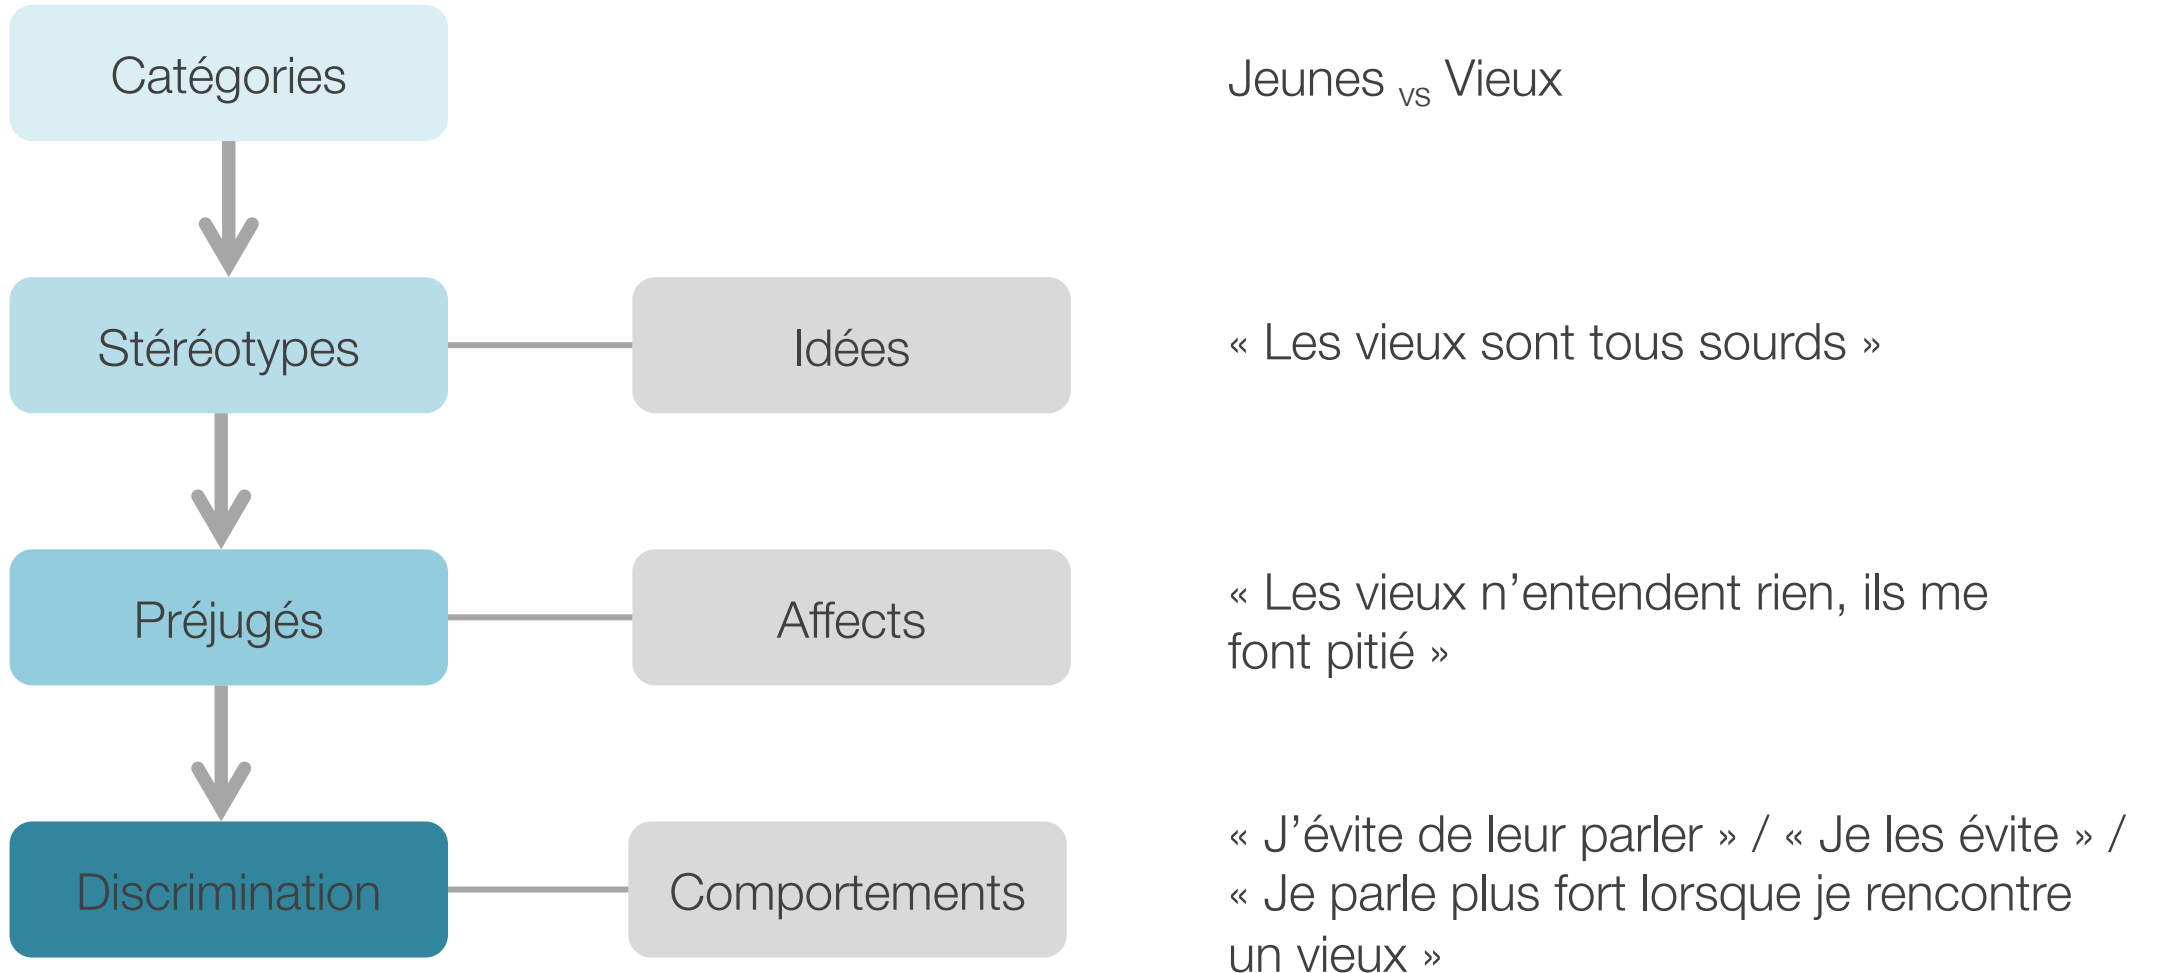 Catégories
Jeunes vs Vieux
Stéréotypes
Idées
« Les vieux sont tous sourds »
Préjugés
Affects
« Les vieux n’entendent rien, ils me
font pitié »
Discrimination
Comportements
« J’évite de leur parler » / « Je les évite » /
« Je parle plus fort lorsque je rencontre
un vieux »